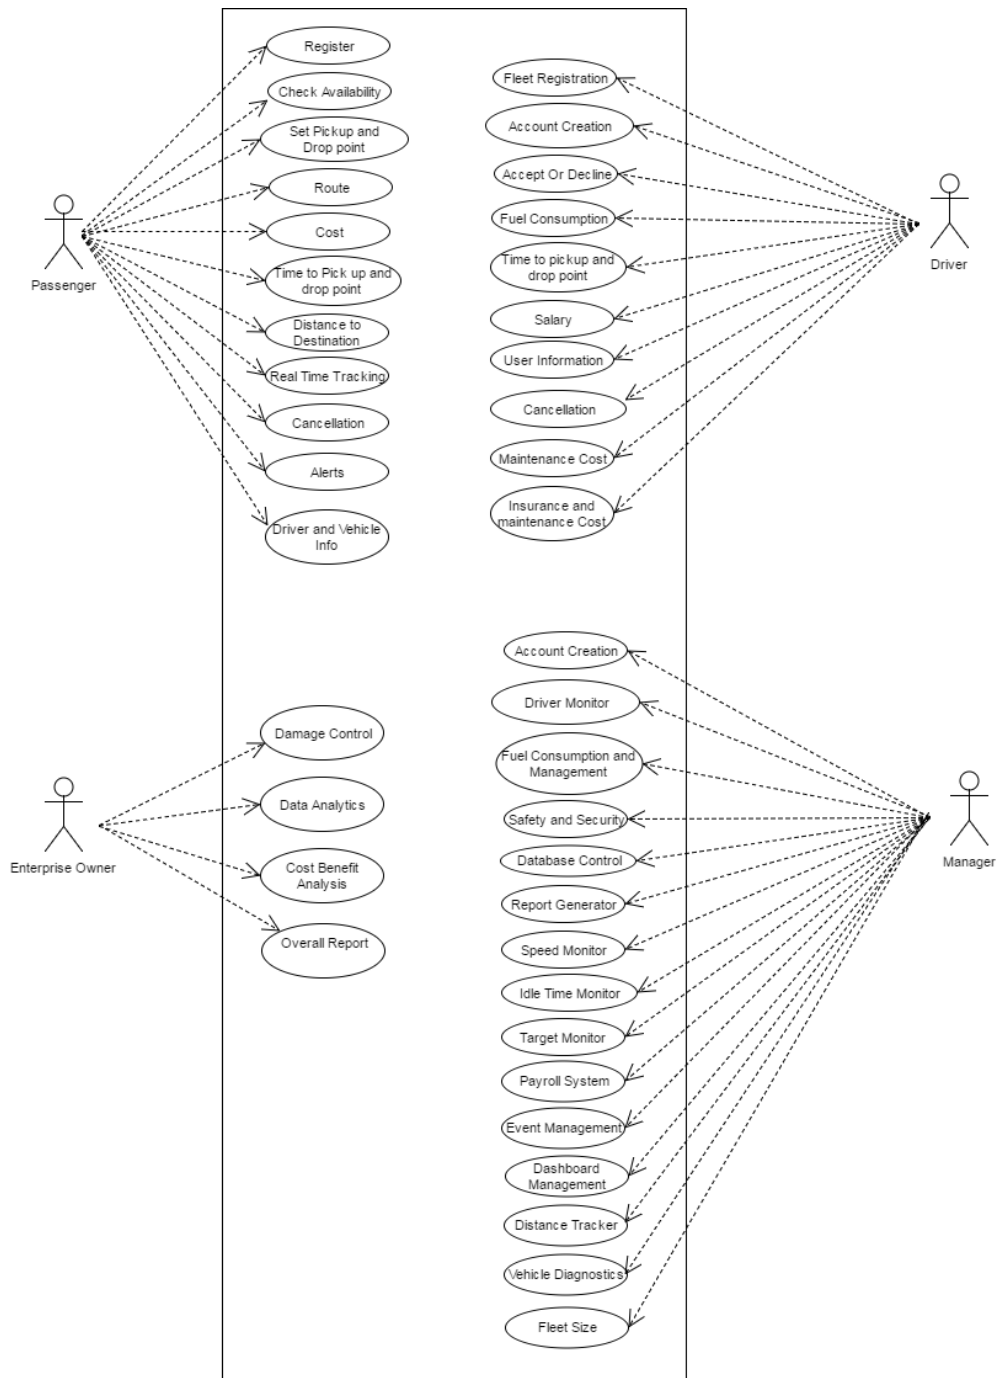 Register
Check Availability
Set Pickup and
Drop point
Route
Cost
Time to Pick up and
drop point
Distance to
Destination
Real Time Tracking
Cancellation
Alerts
Driver and Vehicle
Info
Passenger
Fleet Registration
Account Creation
Accept Or Decline
Fuel Consumption
Time to pickup and
drop point
Salary
User Information
Cancellation
Maintenance Cost
Insurance and
maintenance Cost
Driver
Damage Control
Data Analytics
Cost Benefit
Analysis
Overall Report
Enterprise Owner
Account Creation
Driver Monitor
Fuel Consumption and
Management
Safety and Security
Database Control
Report Generator
Speed Monitor
Idle Time Monitor
Target Monitor
Payroll System
Event Management
Dashboard
Management
Distance Tracker
Vehicle Diagnostics
Fleet Size
Manager